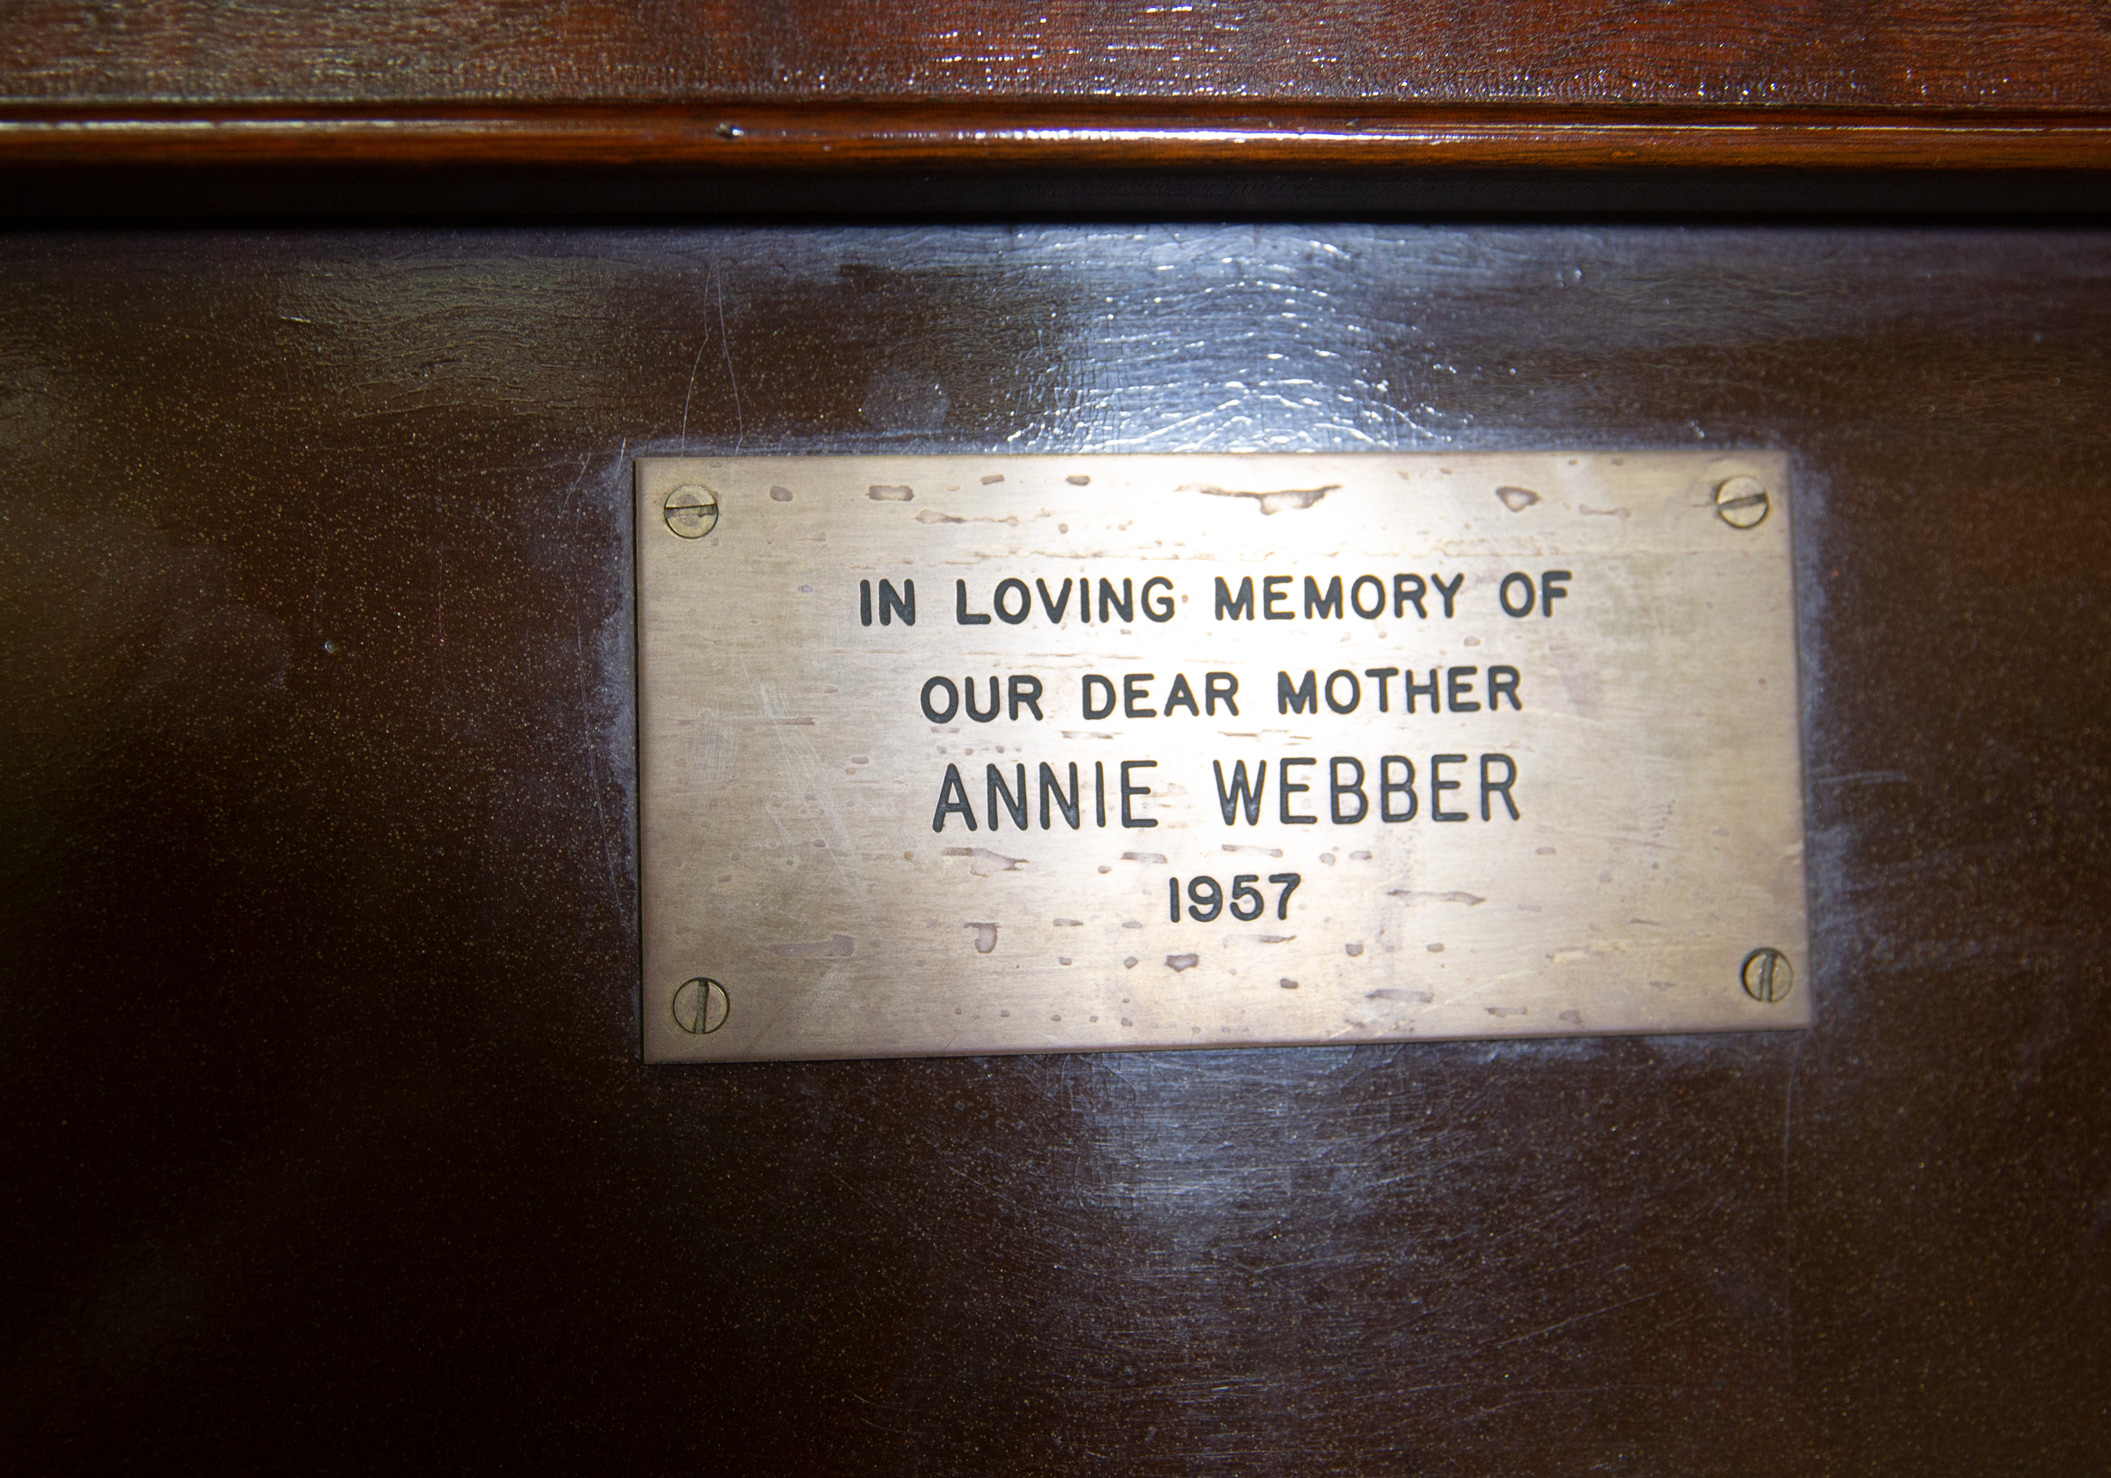 IN LOVING MEMORY OF
OUR DEAR MOTHER
ANNIE WEBBER
1957